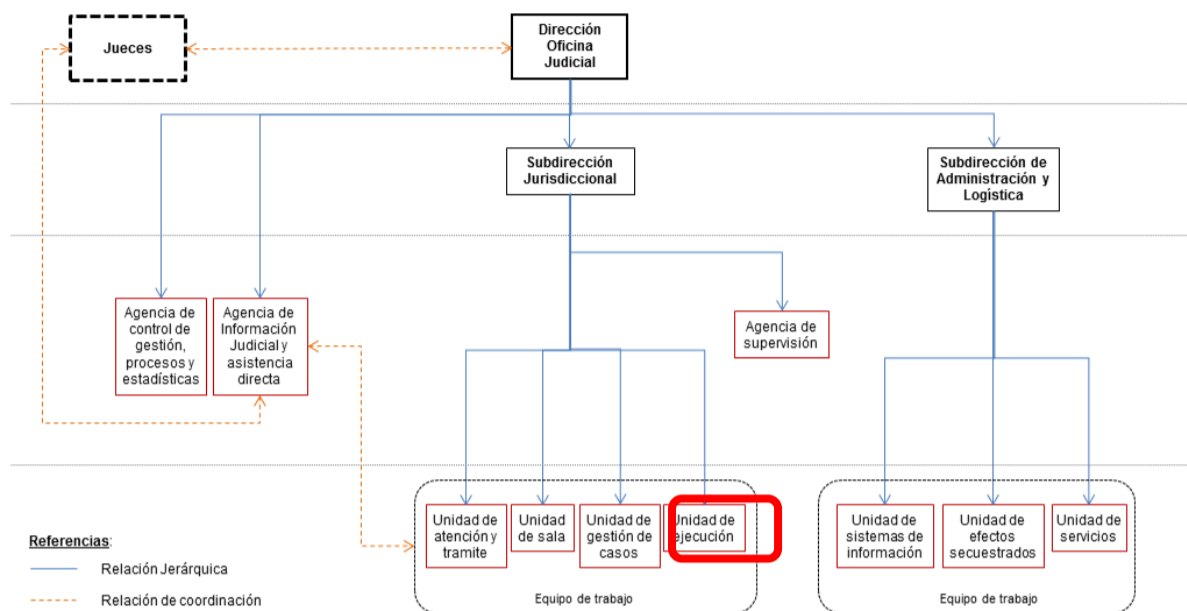 Jueces
Dirección
Oficina
Judicial
Subdirección
Jurisdiccional
Subdirección de
Administración y
Logística
Agencia de
control de
gestión,
procesos y
estadísticas
Agencia de
Información
Judicial y
asistencia
directa
Agencia de
supervisión
Unidad de
atención y
tramite
Unidad
de sala
Unidad de
gestión de
casos
Unidad de
ejecución
Equipo de trabajo
Unidad de
sistemas de
información
Unidad de
efectos
secuestrados
Unidad de
servicios
Equipo de trabajo
Referencias:
Relación Jerárquica
Relación de coordinación